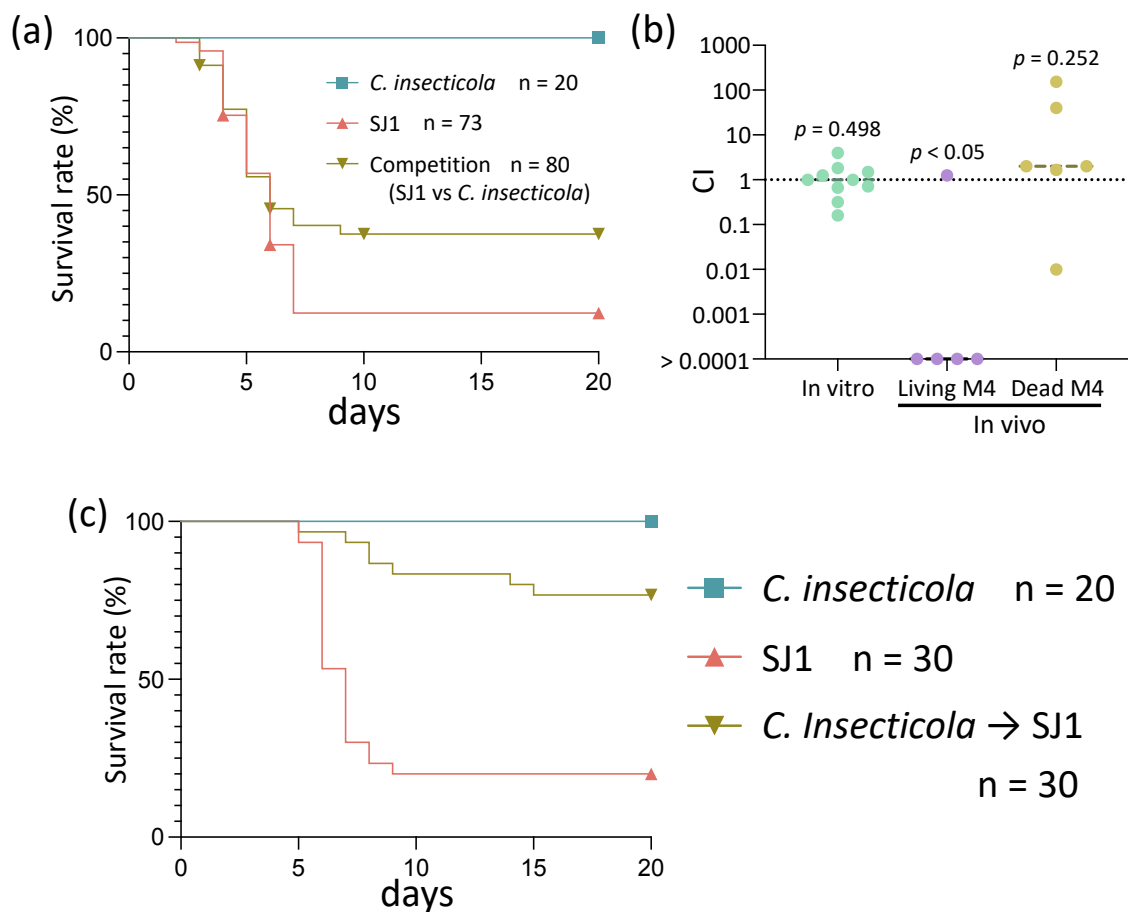 (a)
Survival rate (%)
100
50
0
0 5 10 15 20
days
C. insecticola n = 20
SJ1 n = 73
Competition n = 80
(SJ1 vs C. insecticola)
(b)
CI
1000
100
10
1
0.1
0.01
0.001
> 0.0001
p = 0.498
p < 0.05
p = 0.252
In vitro Living M4 Dead M4
In vivo
(c)
Survival rate (%)
100
50
0
0 5 10 15 20
days
C. insecticola n = 20
SJ1 n = 30
C. Insecticola → SJ1
n = 30